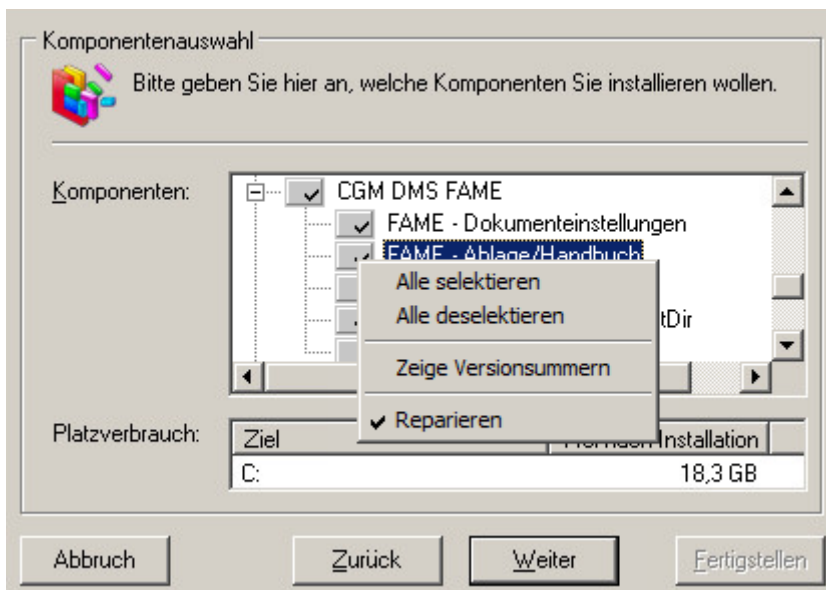 Komponentenauswahl
Bitte geben Sie hier an, welche Komponenten Sie installieren wollen.
Komponenten:
CGM DMS FAME
FAME - Dokumenteinstellungen
FAME - Ablage/Handbuch
Alle selektieren
Alle deselektieren
tDir
Zeige Versionsummern
Reparieren
Platzverbrauch:
Ziel
Installation
C:
18,3 GB
Abbruch
Zurück
Weiter
Fertigstellen